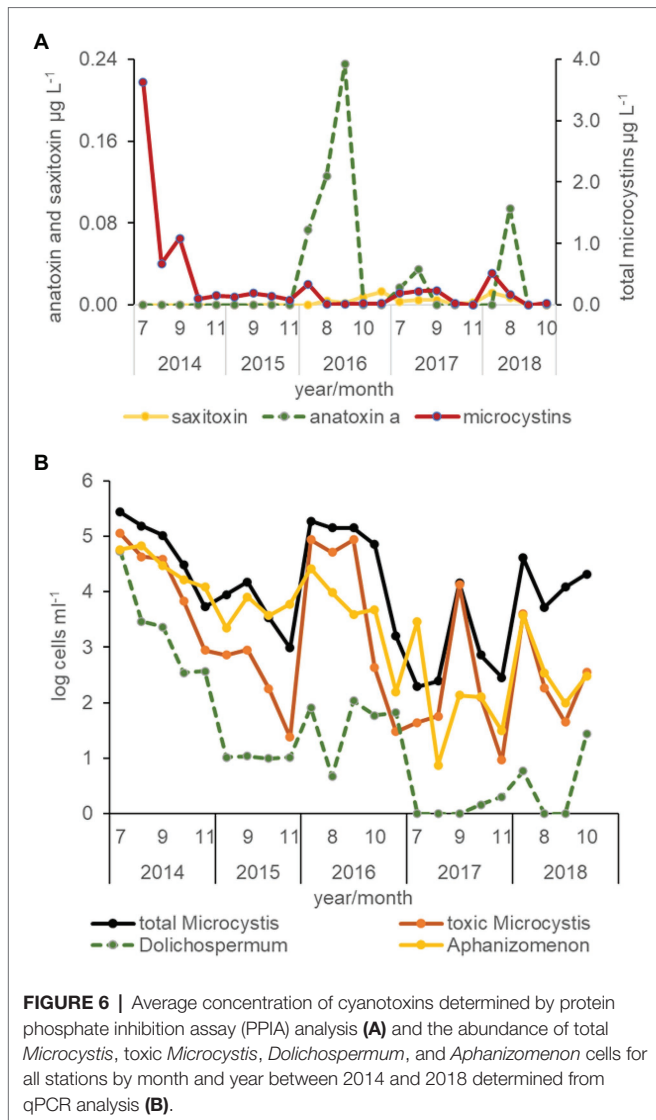 A
anatoxin and saxitoxin µg L-1
0.24
0.16
0.08
0.00
total microcystins µg L-1
4.0
3.0
2.0
1.0
0.0
7 9 11 9 11 8 10 7 9 11 8 10
2014 2015 2016 2017 2018
year/month
saxitoxin anatoxin a microcystins
B
log cells ml-1
6
5
4
3
2
1
0
7 9 11 9 11 8 10 7 9 11 8 10
2014 2015 2016 2017 2018
year/month
total Microcystis toxic Microcystis
Dolichospermum Aphanizomenon
FIGURE 6 | Average concentration of cyanotoxins determined by protein
phosphate inhibition assay (PPIA) analysis (A) and the abundance of total
Microcystis, toxic Microcystis, Dolichospermum, and Aphanizomenon cells for
all stations by month and year between 2014 and 2018 determined from
qPCR analysis (B).